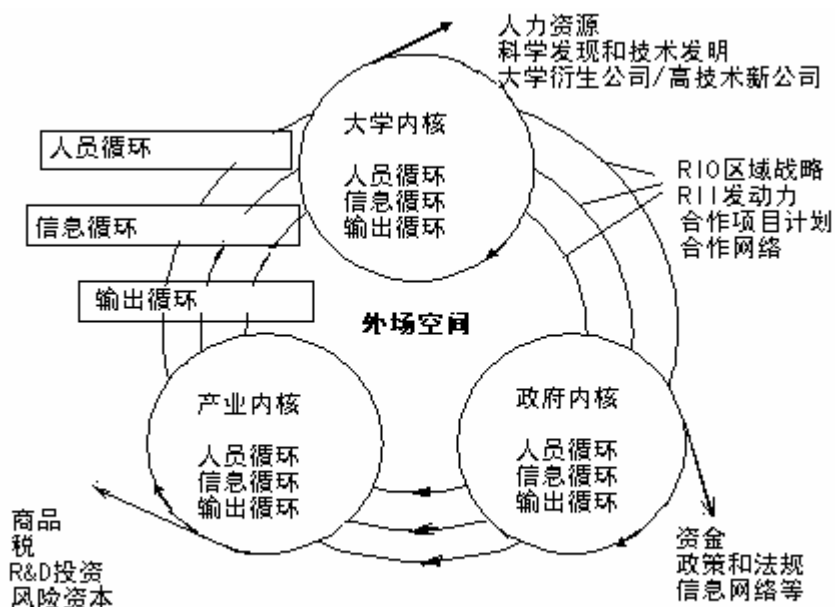 人力资源
科学发现和技术发明
大学衍生公司/高技术新公司
大学内核
人员循环
信息循环
输出循环
人员循环
信息循环
输出循环
RIO区域战略
RII发动力
合作项目计划
合作网络
外场空间
产业内核
人员循环
信息循环
输出循环
政府内核
人员循环
信息循环
输出循环
商品
税
R&D投资
风险资本
资金
政策和法规
信息网络等